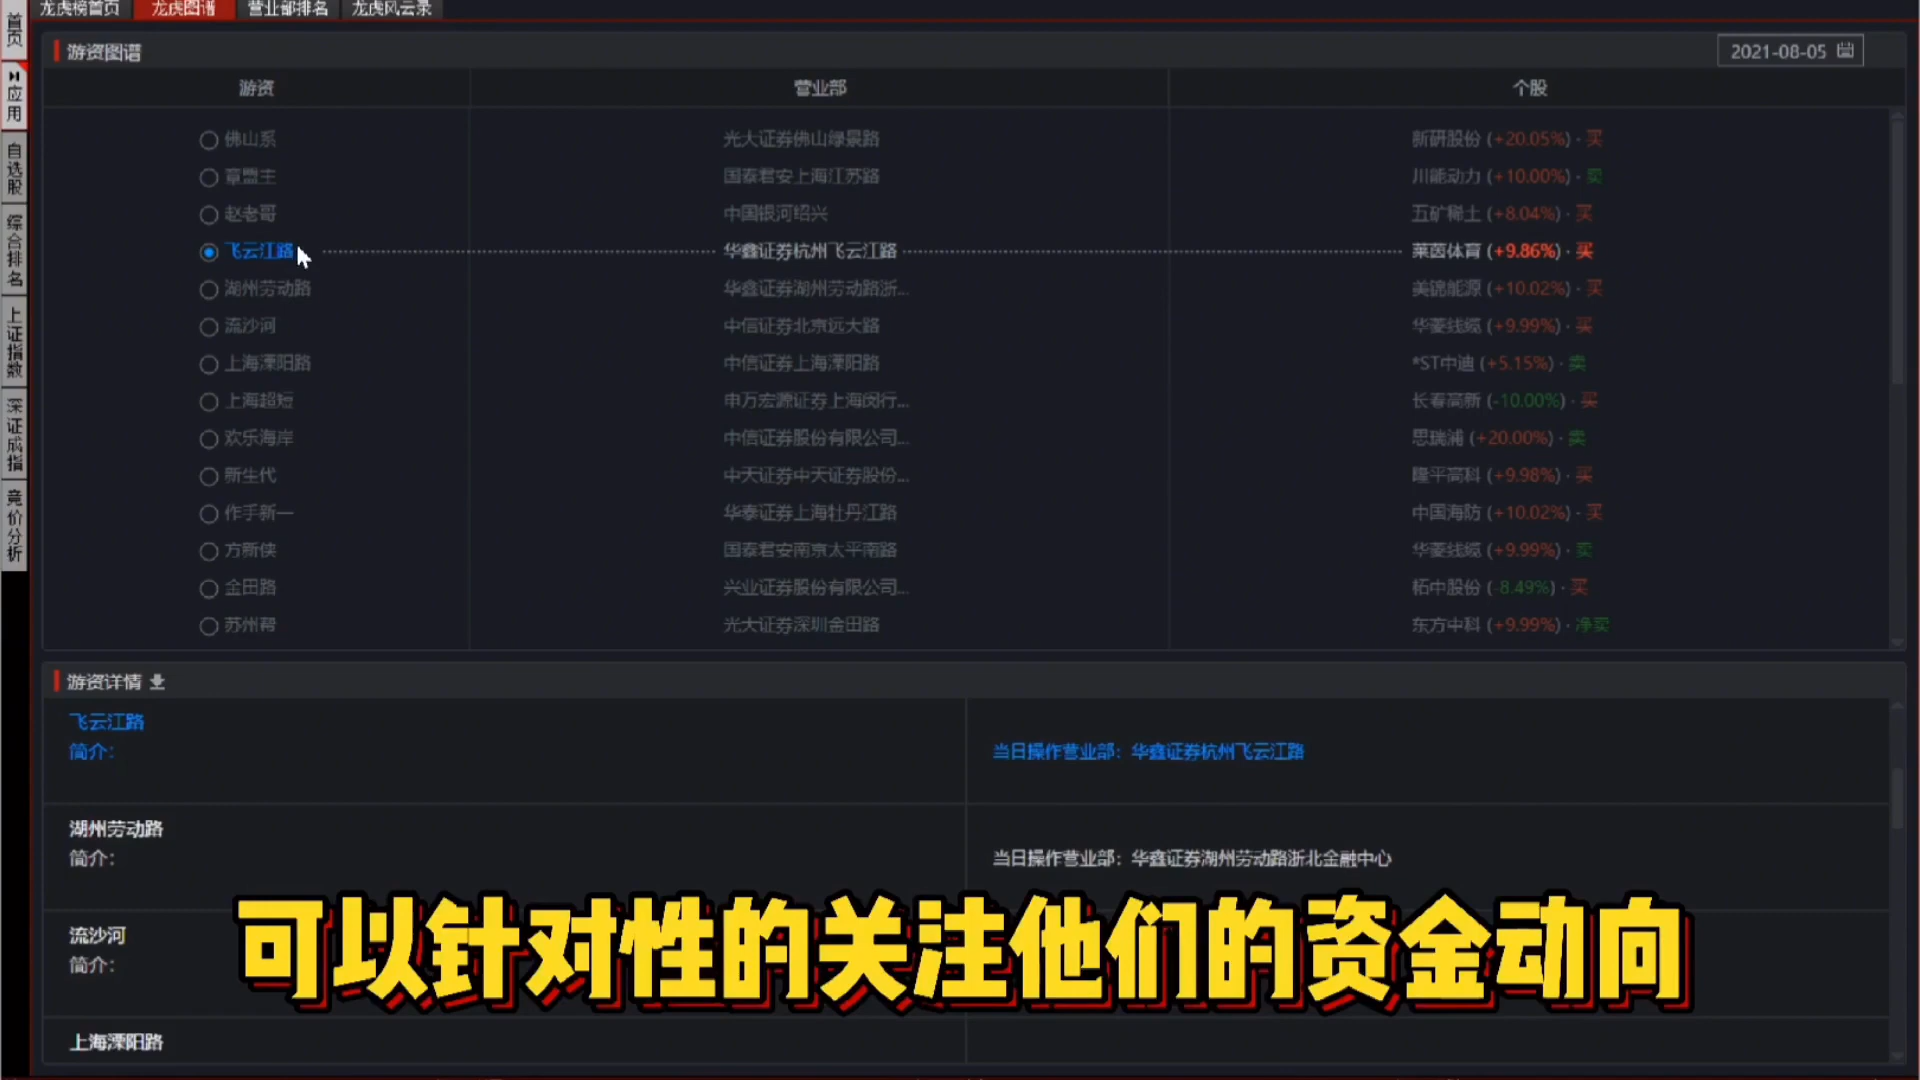 龙虎榜首页 龙虎图谱 营业部排名 龙虎风云录
首页
应用
自选股
综合排名
上证指数
深证成指
竞价分析
游资图谱 2021-08-05
游资 营业部 个股
佛山系 光大证券佛山绿景路 新研股份 (+20.05%) · 买
章盟主 国泰君安上海江苏路 川能动力 (+10.00%) · 卖
赵老哥 中国银河绍兴 五矿稀土 (+8.04%) · 买
飞云江路 华鑫证券杭州飞云江路 莱茵体育 (+9.86%) · 买
湖州劳动路 华鑫证券湖州劳动路浙... 美锦能源 (+10.02%) · 买
流沙河 中信证券北京远大路 华菱线缆 (+9.99%) · 买
上海溧阳路 中信证券上海溧阳路 *ST中迪 (+5.15%) · 卖
上海超短 申万宏源证券上海闵行... 长春高新 (-10.00%) · 买
欢乐海岸 中信证券股份有限公司... 思瑞浦 (+20.00%) · 卖
新生代 中天证券中天证券股份... 隆平高科 (+9.98%) · 买
作手新一 华泰证券上海牡丹江路 中国海防 (+10.02%) · 买
方新侠 国泰君安南京太平南路 华菱线缆 (+9.99%) · 卖
金田路 兴业证券股份有限公司... 柘中股份 (-8.49%) · 买
苏州帮 光大证券深圳金田路 东方中科 (+9.99%) · 净卖
游资详情
飞云江路
简介:
当日操作营业部: 华鑫证券杭州飞云江路
湖州劳动路
简介:
当日操作营业部: 华鑫证券湖州劳动路浙北金融中心
流沙河
简介:
可以针对性的关注他们的资金动向
上海溧阳路